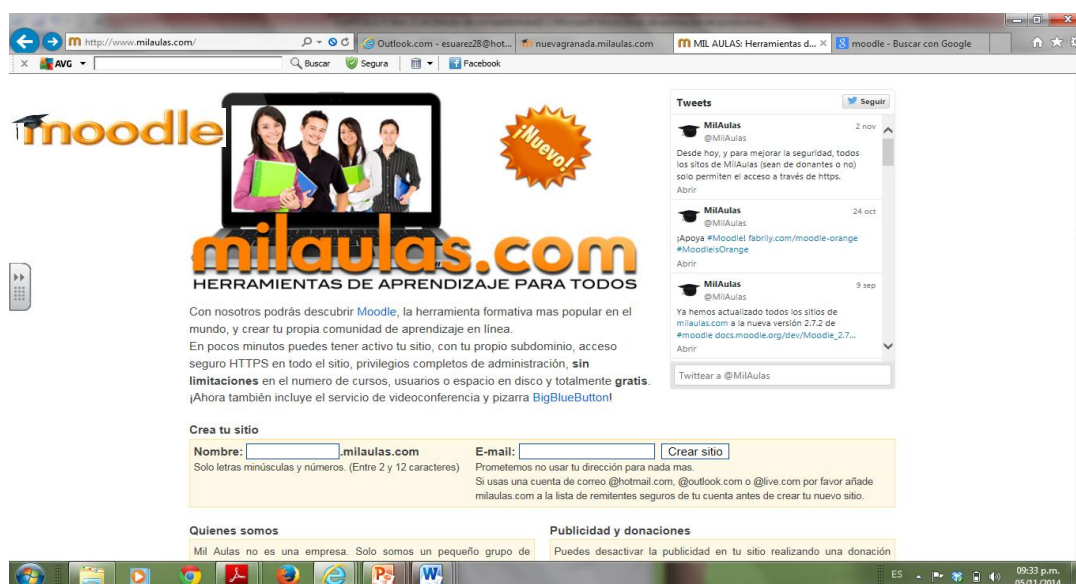 http://www.milaulas.com/
Outlook.com - esuarez28@hot...
nuevagranada.milaulas.com
MIL AULAS: Herramientas d...
moodle - Buscar con Google
AVG
Buscar
Segura
Facebook
moodle
¡Nuevo!
milaulas.com
HERRAMIENTAS DE APRENDIZAJE PARA TODOS
Con nosotros podrás descubrir Moodle, la herramienta formativa mas popular en el
mundo, y crear tu propia comunidad de aprendizaje en línea.
En pocos minutos puedes tener activo tu sitio, con tu propio subdominio, acceso
seguro HTTPS en todo el sitio, privilegios completos de administración, sin
limitaciones en el numero de cursos, usuarios o espacio en disco y totalmente gratis.
¡Ahora también incluye el servicio de videoconferencia y pizarra BigBlueButton!
Tweets
Seguir
MilAulas 2 nov
@MilAulas
Desde hoy, y para mejorar la seguridad, todos
los sitos de MilAulas (sean de donantes o no)
solo permiten el acceso a través de https.
Abrir
MilAulas 24 oct
@MilAulas
¡Apoya #Moodle! fabrily.com/moodle-orange
#MoodleisOrange
Abrir
MilAulas 9 sep
@MilAulas
Ya hemos actualizado todos los sitios de
milaulas.com a la nueva versión 2.7.2 de
#moodle docs.moodle.org/dev/Moodle_2.7...
Abrir
Twittear a @MilAulas
Crea tu sitio
Nombre: .milaulas.com
Solo letras minúsculas y números. (Entre 2 y 12 caracteres)
E-mail: Crear sitio
Prometemos no usar tu dirección para nada mas.
Si usas una cuenta de correo @hotmail.com, @outlook.com o @live.com por favor añade
milaulas.com a la lista de remitentes seguros de tu cuenta antes de crear tu nuevo sitio.
Quienes somos
Mil Aulas no es una empresa. Solo somos un pequeño grupo de
Publicidad y donaciones
Puedes desactivar la publicidad en tu sitio realizando una donación
ES
09:33 p.m.
05/11/2014